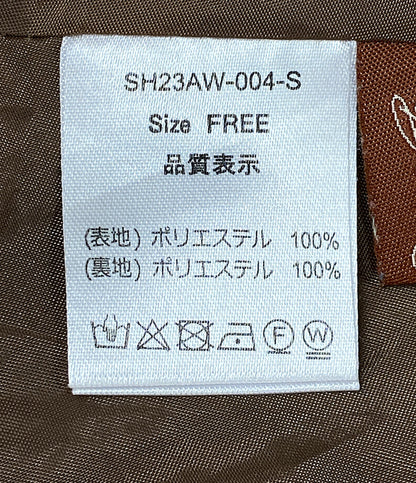 SH23AW-004-S
Size FREE
品質表示
(表地) ポリエステル 100%
(裏地) ポリエステル 100%
F W